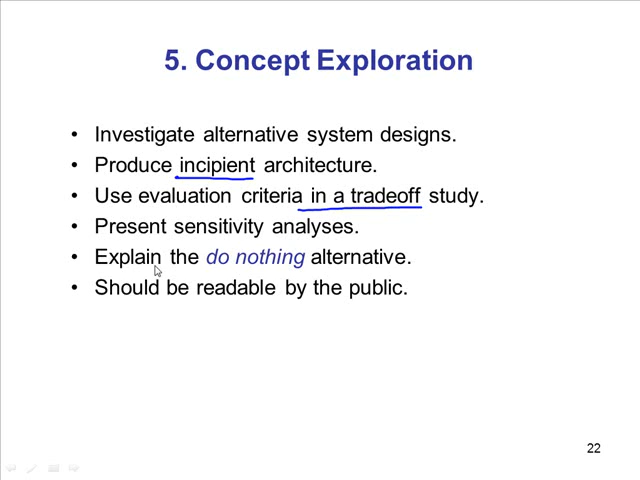 5. Concept Exploration
• Investigate alternative system designs.
• Produce incipient architecture.
• Use evaluation criteria in a tradeoff study.
• Present sensitivity analyses.
• Explain the do nothing alternative.
• Should be readable by the public.
22